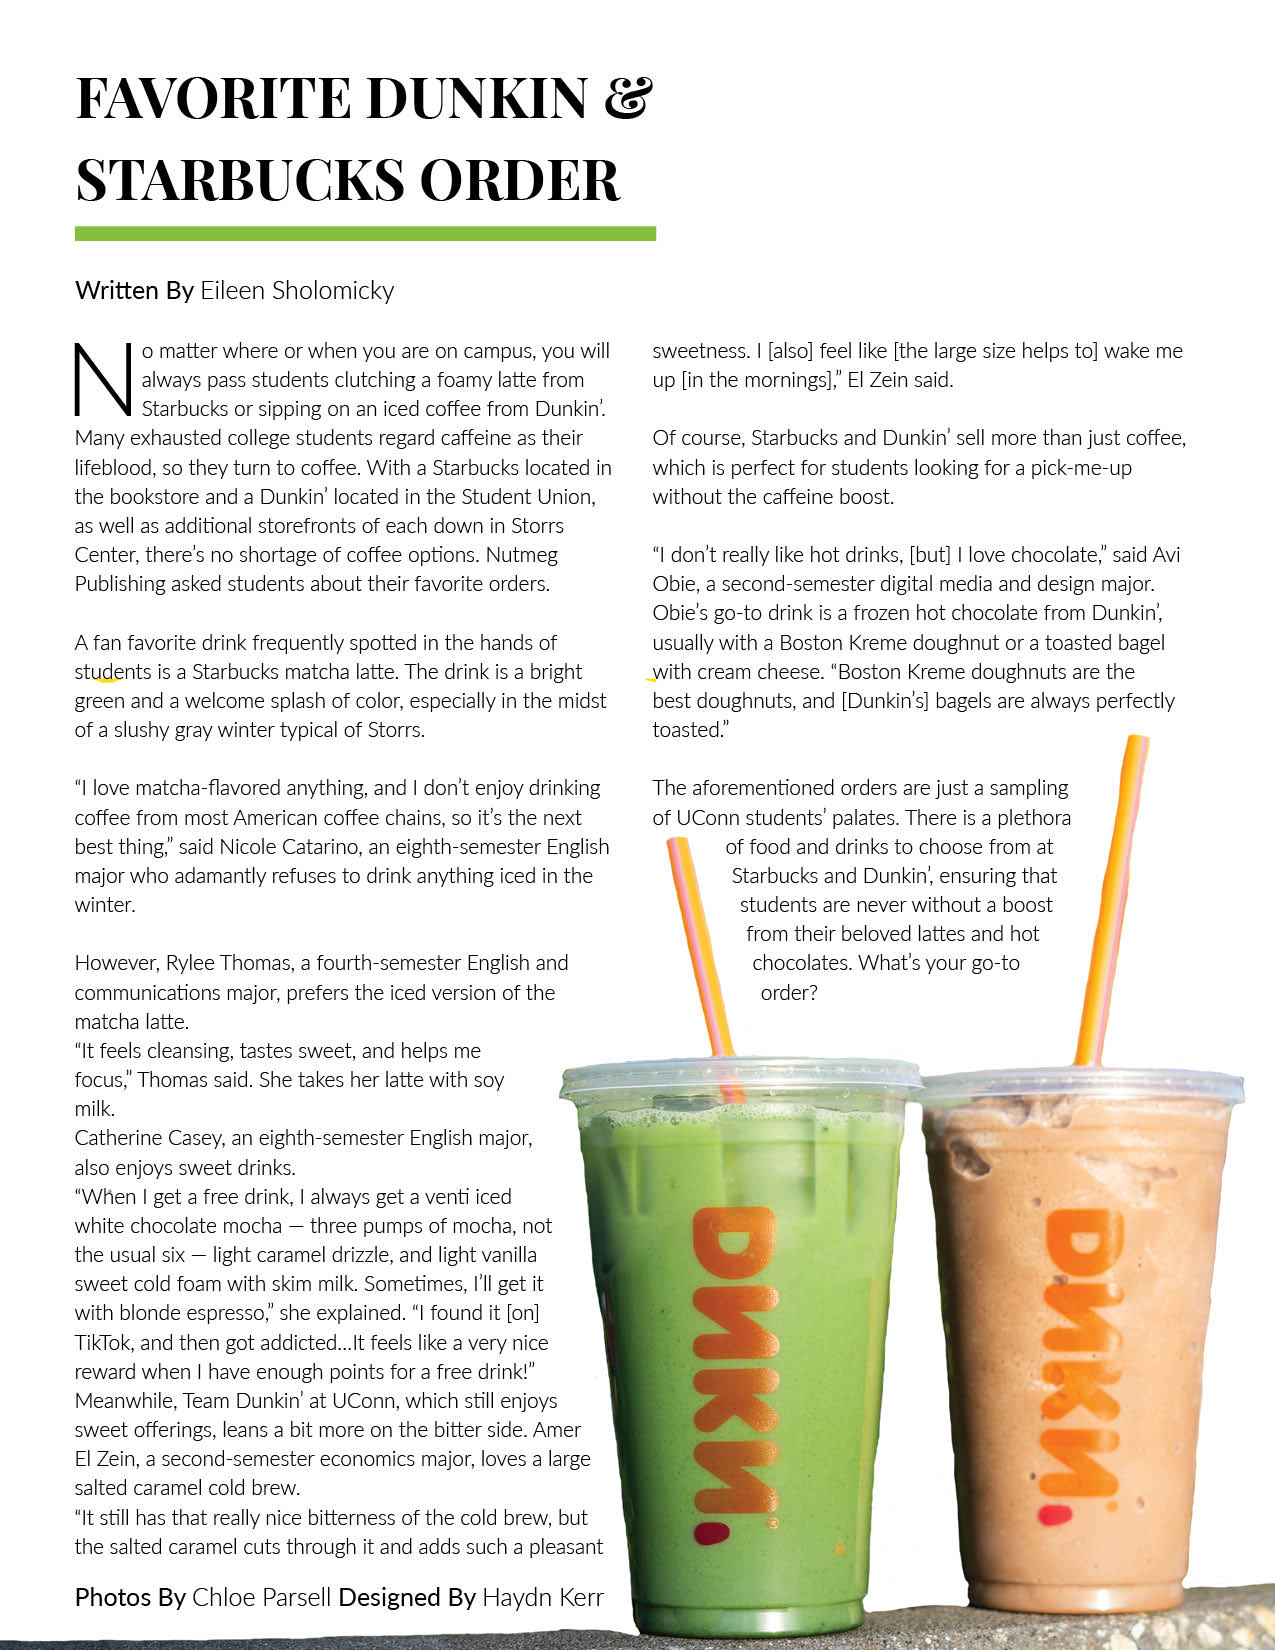 FAVORITE DUNKIN &
STARBUCKS ORDER
Written By Eileen Sholomicky
No matter where or when you are on campus, you will
always pass students clutching a foamy latte from
Starbucks or sipping on an iced coffee from Dunkin’.
Many exhausted college students regard caffeine as their
lifeblood, so they turn to coffee. With a Starbucks located in
the bookstore and a Dunkin’ located in the Student Union,
as well as additional storefronts of each down in Storrs
Center, there’s no shortage of coffee options. Nutmeg
Publishing asked students about their favorite orders.
A fan favorite drink frequently spotted in the hands of
students is a Starbucks matcha latte. The drink is a bright
green and a welcome splash of color, especially in the midst
of a slushy gray winter typical of Storrs.
“I love matcha-flavored anything, and I don’t enjoy drinking
coffee from most American coffee chains, so it’s the next
best thing,” said Nicole Catarino, an eighth-semester English
major who adamantly refuses to drink anything iced in the
winter.
However, Rylee Thomas, a fourth-semester English and
communications major, prefers the iced version of the
matcha latte.
“It feels cleansing, tastes sweet, and helps me
focus,” Thomas said. She takes her latte with soy
milk.
Catherine Casey, an eighth-semester English major,
also enjoys sweet drinks.
“When I get a free drink, I always get a venti iced
white chocolate mocha — three pumps of mocha, not
the usual six — light caramel drizzle, and light vanilla
sweet cold foam with skim milk. Sometimes, I’ll get it
with blonde espresso,” she explained. “I found it [on]
TikTok, and then got addicted…It feels like a very nice
reward when I have enough points for a free drink!”
Meanwhile, Team Dunkin’ at UConn, which still enjoys
sweet offerings, leans a bit more on the bitter side. Amer
El Zein, a second-semester economics major, loves a large
salted caramel cold brew.
“It still has that really nice bitterness of the cold brew, but
the salted caramel cuts through it and adds such a pleasant
sweetness. I [also] feel like [the large size helps to] wake me
up [in the mornings],” El Zein said.
Of course, Starbucks and Dunkin’ sell more than just coffee,
which is perfect for students looking for a pick-me-up
without the caffeine boost.
“I don’t really like hot drinks, [but] I love chocolate,” said Avi
Obie, a second-semester digital media and design major.
Obie’s go-to drink is a frozen hot chocolate from Dunkin’,
usually with a Boston Kreme doughnut or a toasted bagel
with cream cheese. “Boston Kreme doughnuts are the
best doughnuts, and [Dunkin’s] bagels are always perfectly
toasted.”
The aforementioned orders are just a sampling
of UConn students’ palates. There is a plethora
of food and drinks to choose from at
Starbucks and Dunkin’, ensuring that
students are never without a boost
from their beloved lattes and hot
chocolates. What’s your go-to
order?
DUNKIN'
DUNKIN'
Photos By Chloe Parsell Designed By Haydn Kerr